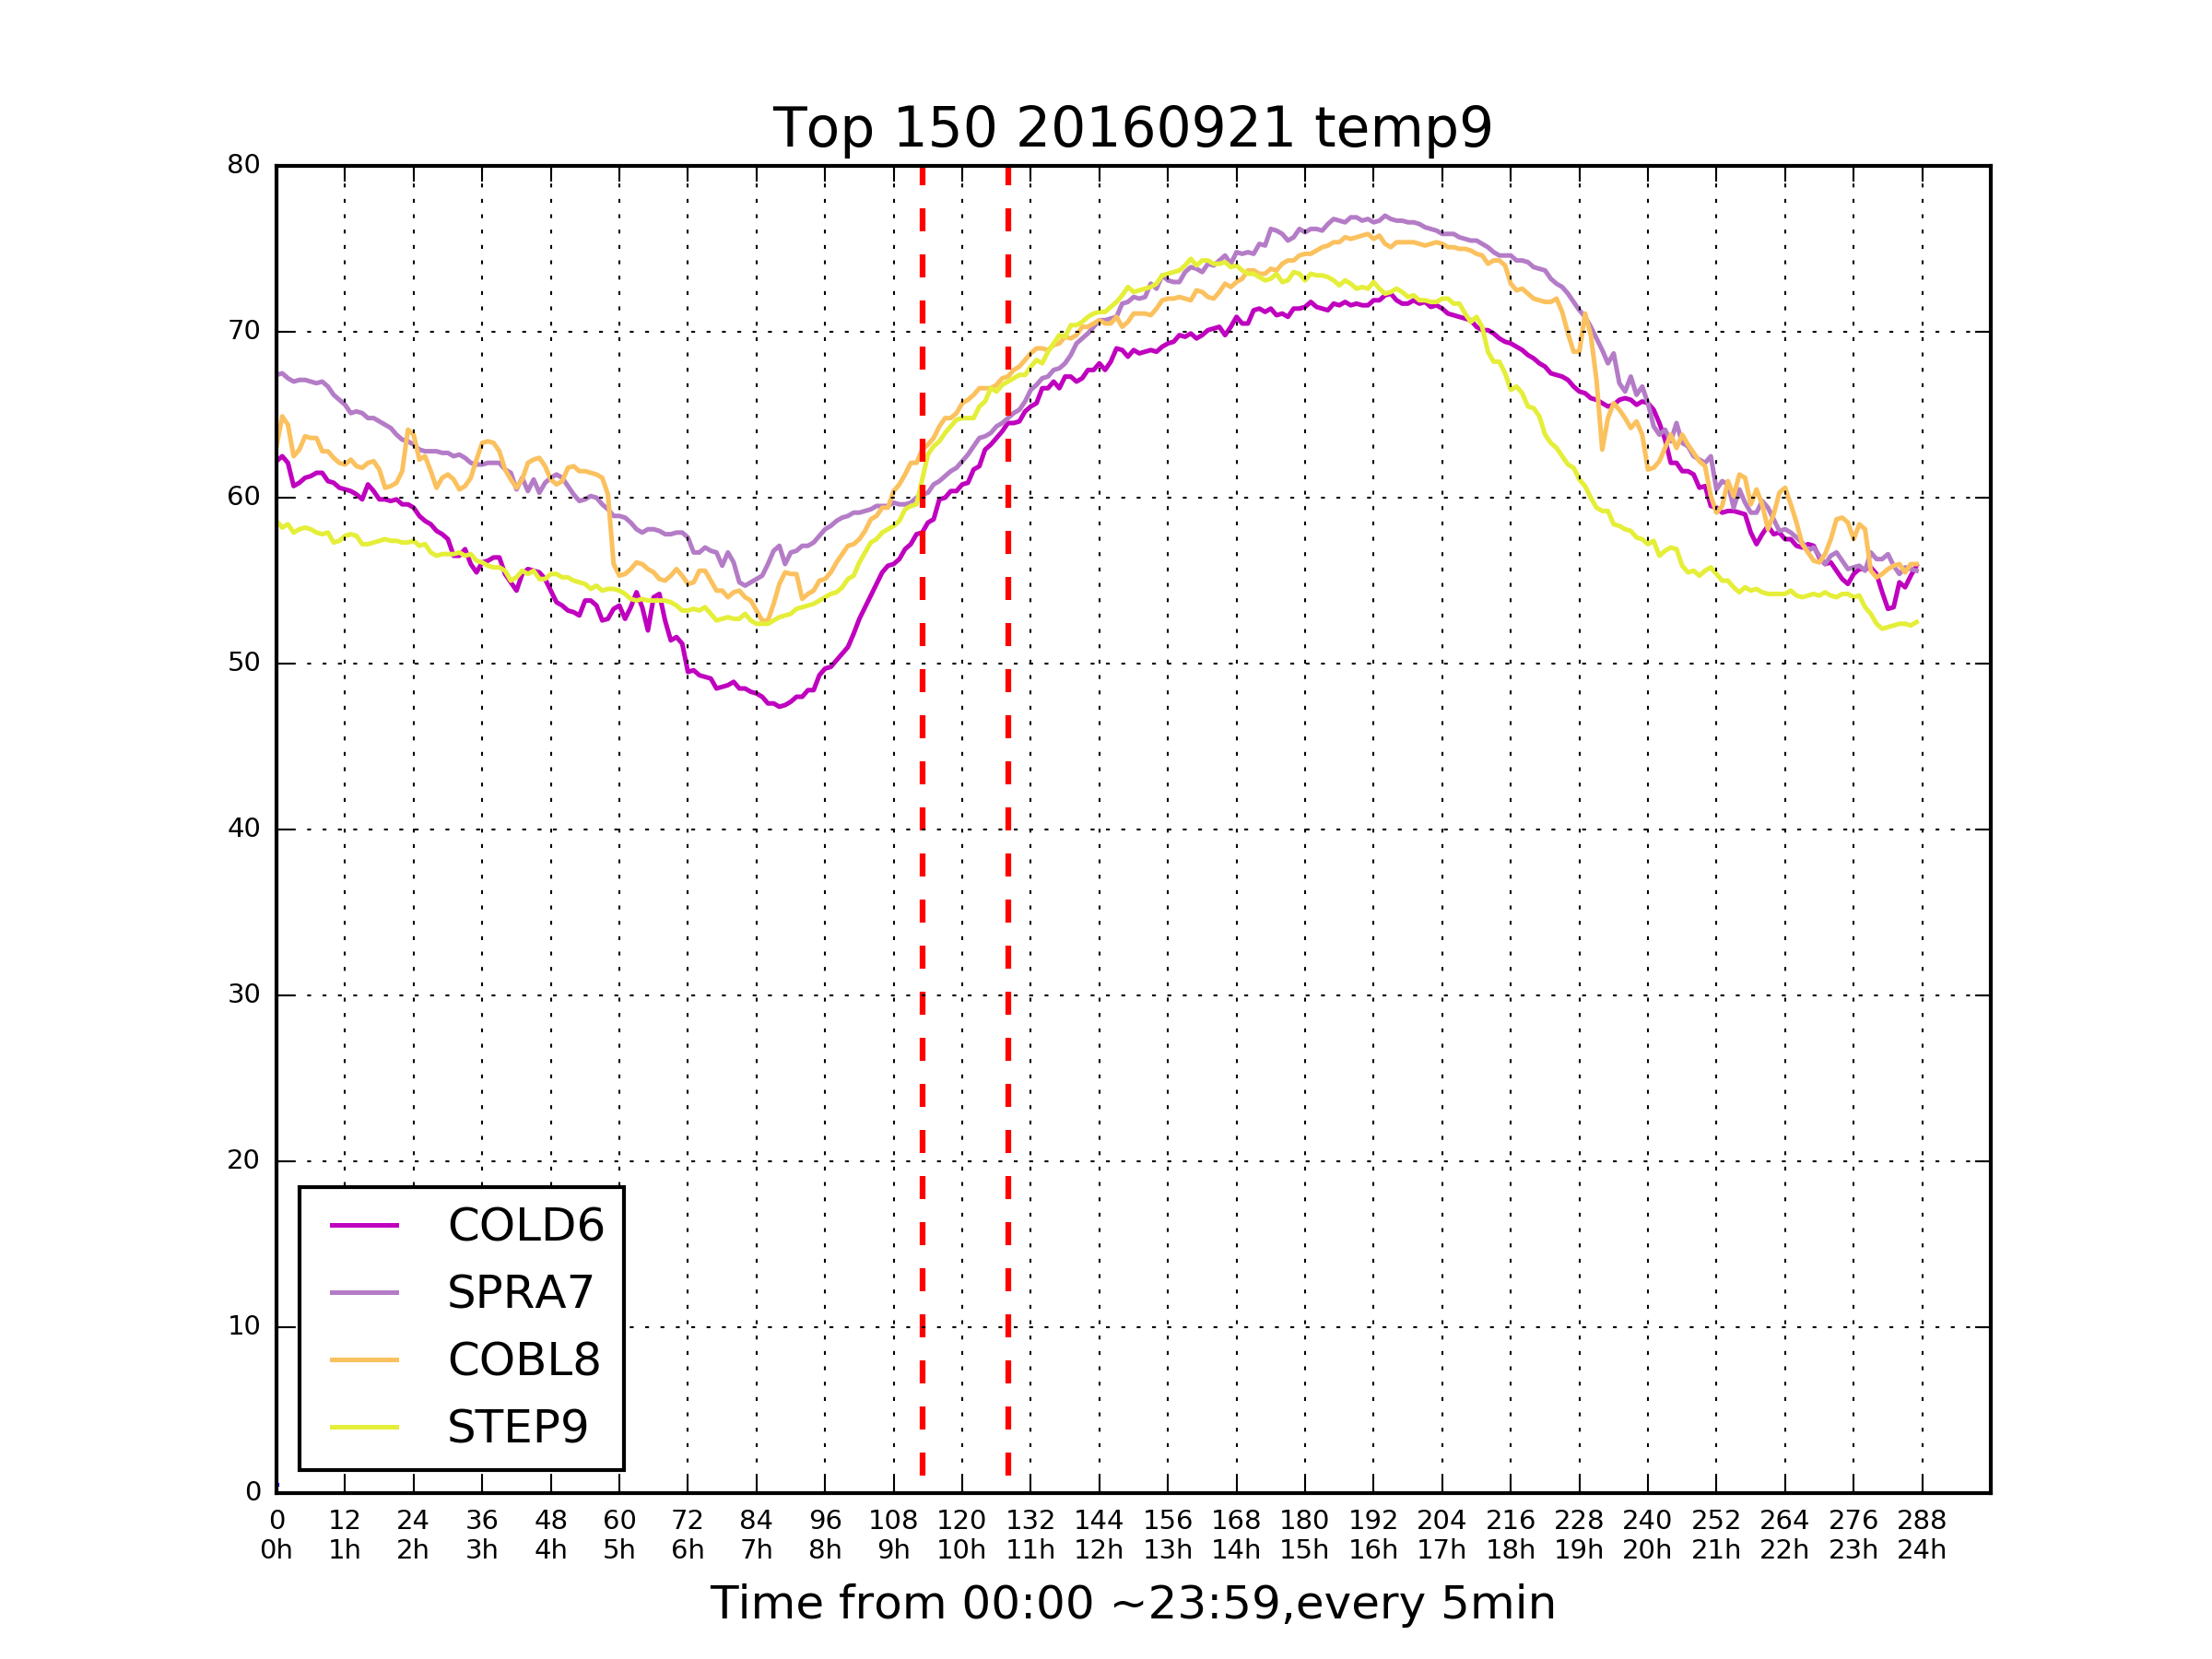 Top 150 20160921 temp9
80
70
60
50
40
30
20
10
0
COLD6
SPRA7
COBL8
STEP9
0 12 24 36 48 60 72 84 96 108 120 132 144 156 168 180 192 204 216 228 240 252 264 276 288
0h 1h 2h 3h 4h 5h 6h 7h 8h 9h 10h 11h 12h 13h 14h 15h 16h 17h 18h 19h 20h 21h 22h 23h 24h
Time from 00:00 ~23:59,every 5min